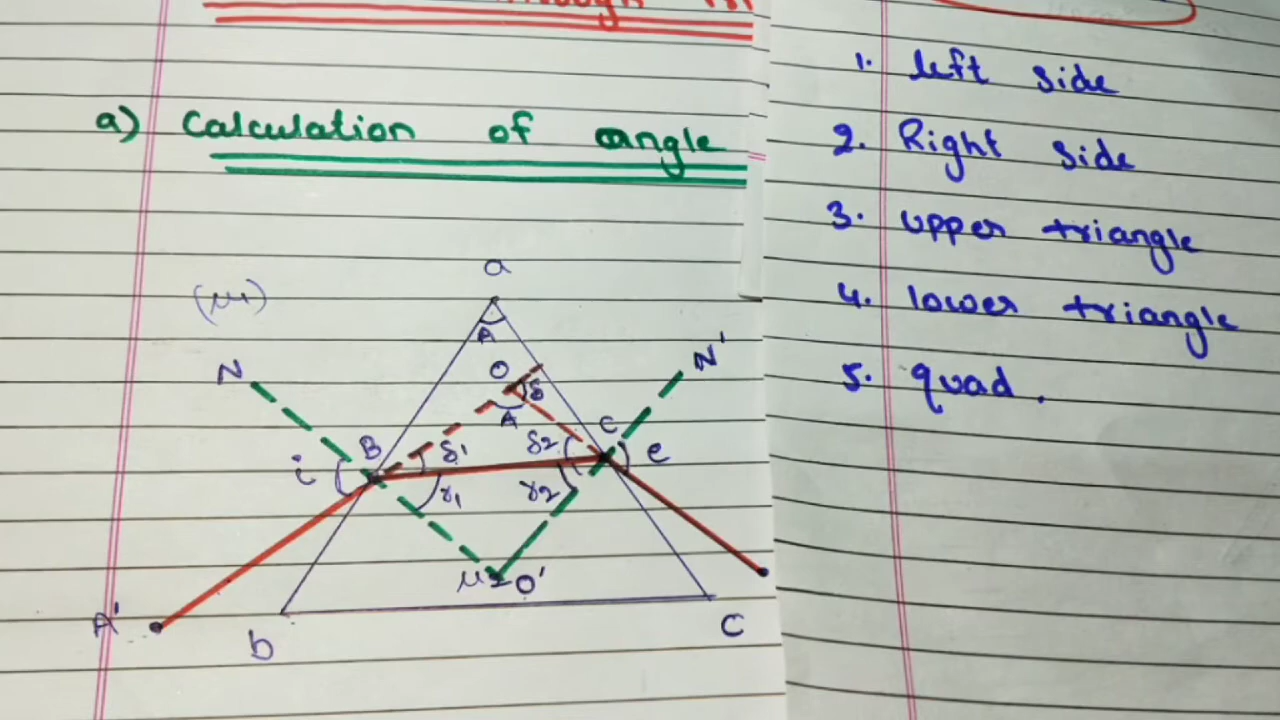 a) Calculation of angle
a
(μ1)
A
N
N'
O
δ
A
B
C
i
δ1
δ2
e
r1
r2
μ2 O'
A'
b
C
1. left side
2. Right side
3. upper triangle
4. lower triangle
5. quad.